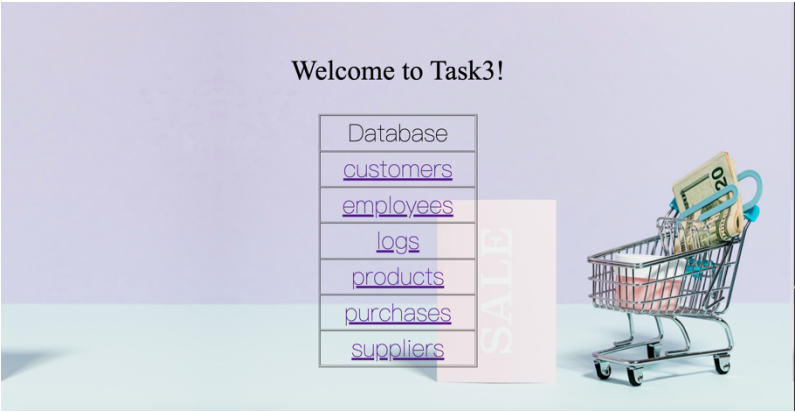 Welcome to Task3!
Database
customers
employees
logs
products
purchases
suppliers
SALE
20